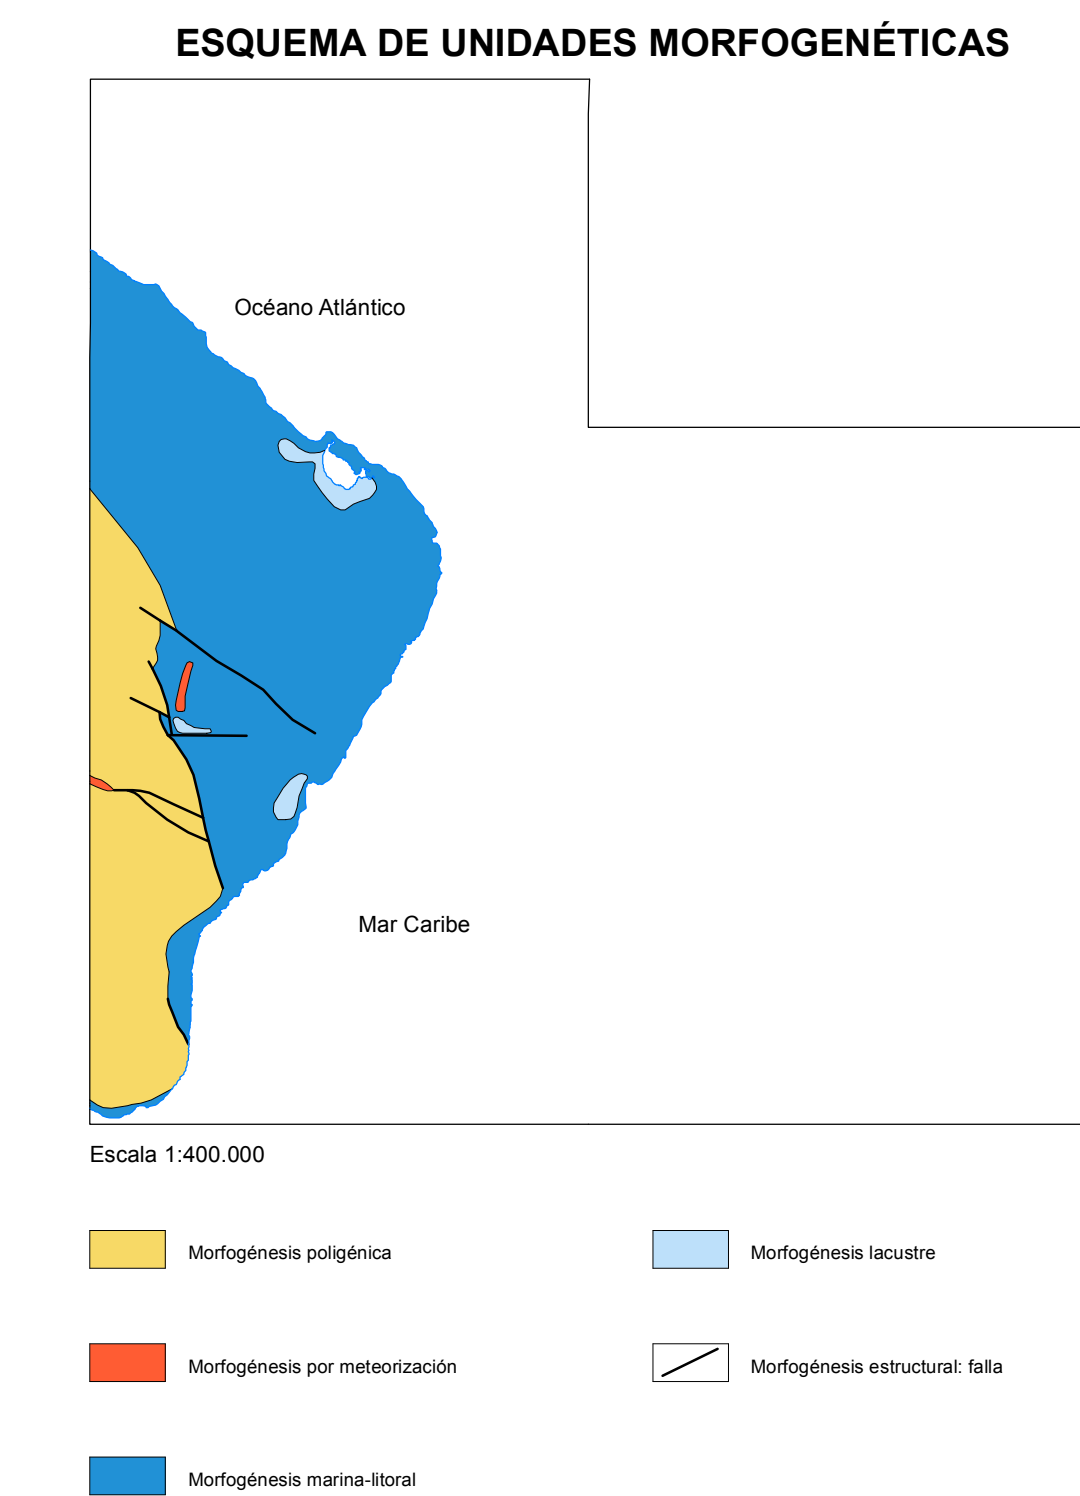 ESQUEMA DE UNIDADES MORFOGENÉTICAS
Océano Atlántico
Mar Caribe
Escala 1:400.000
Morfogénesis poligénica
Morfogénesis lacustre
Morfogénesis por meteorización
Morfogénesis estructural: falla
Morfogénesis marina-litoral